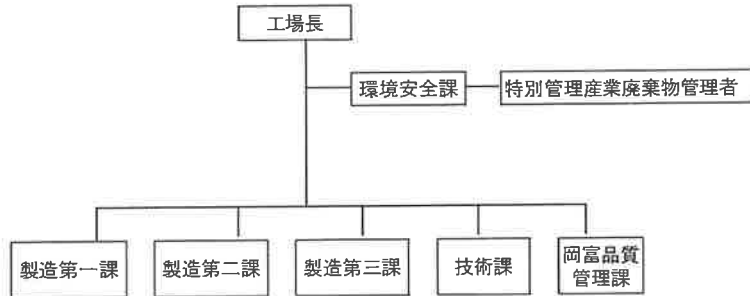 工場長
環境安全課
特別管理産業廃棄物管理者
製造第一課
製造第二課
製造第三課
技術課
岡富品質
管理課